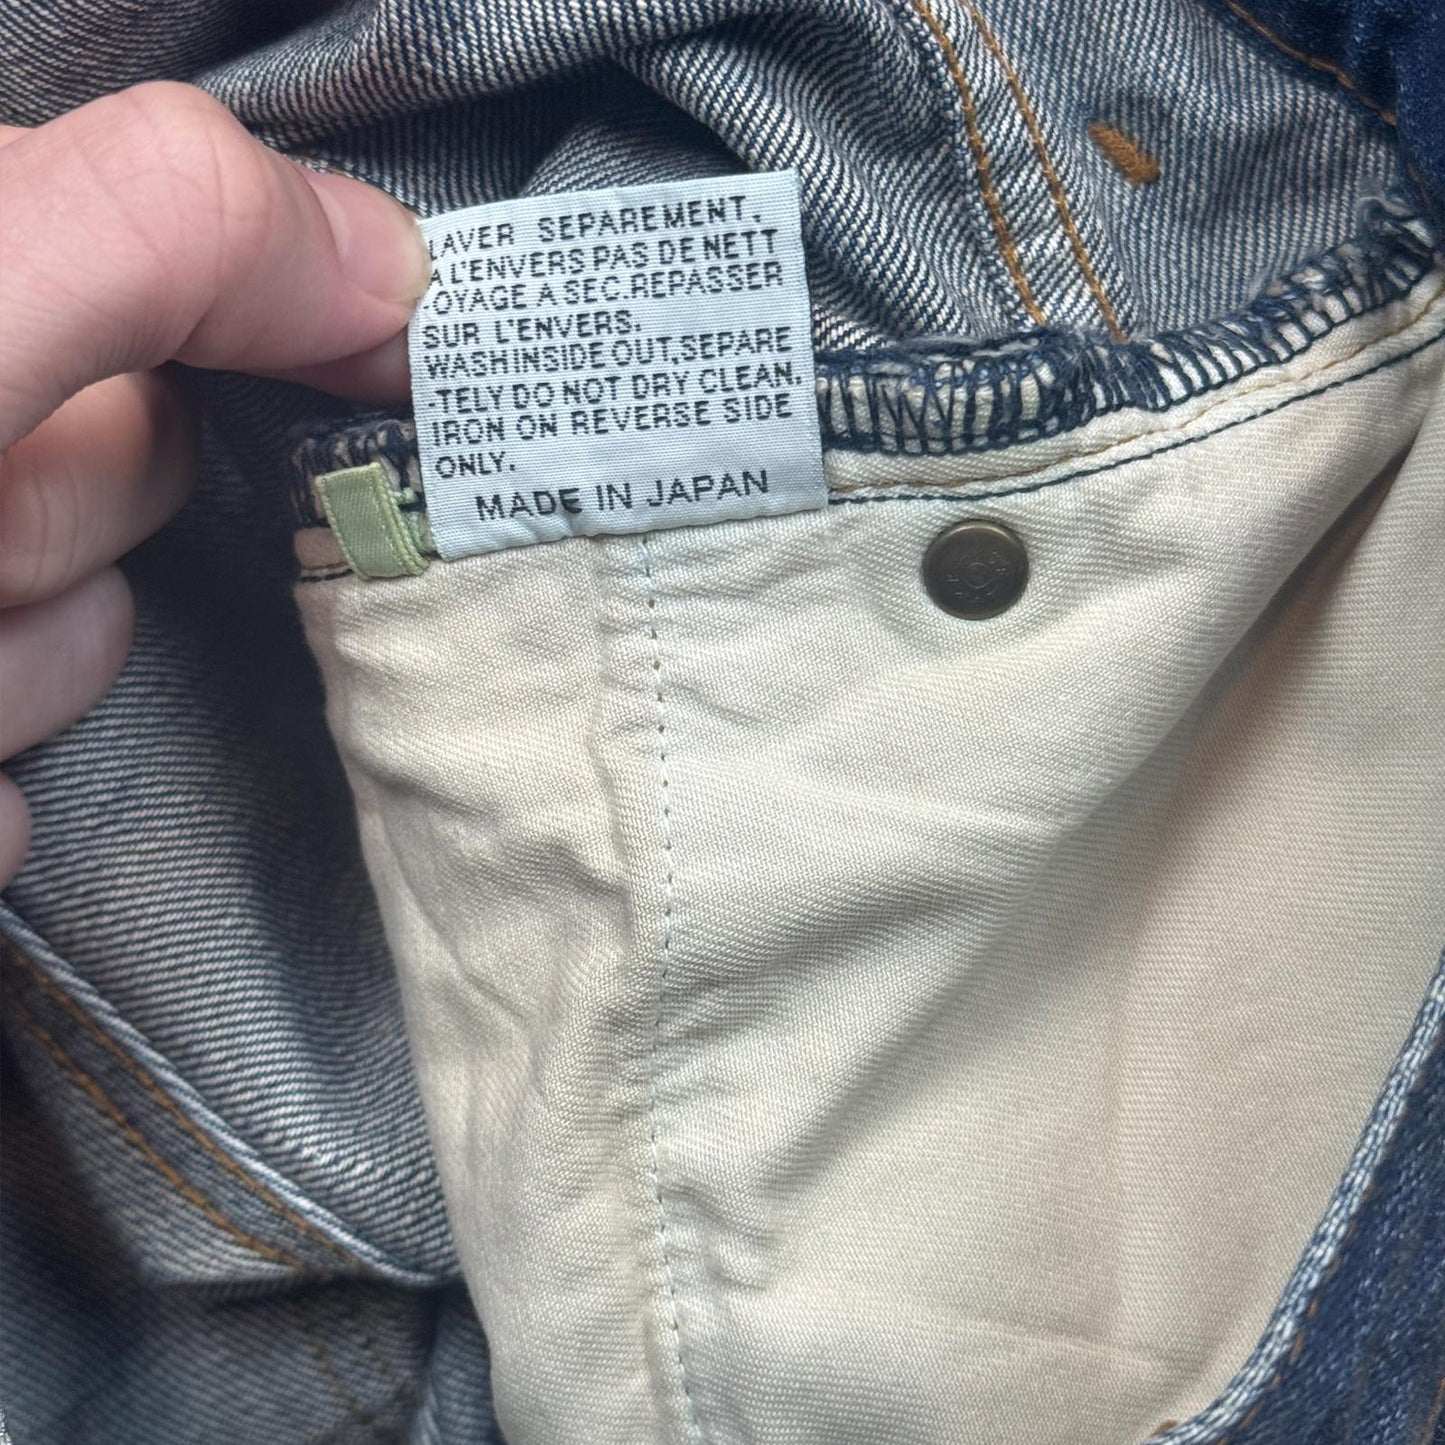 LAVER SEPAREMENT.
A L'ENVERS PAS DE NETT
OYAGE A SEC.REPASSER
SUR L'ENVERS.
WASH INSIDE OUT,SEPARE
-TELY DO NOT DRY CLEAN.
IRON ON REVERSE SIDE
ONLY.
MADE IN JAPAN